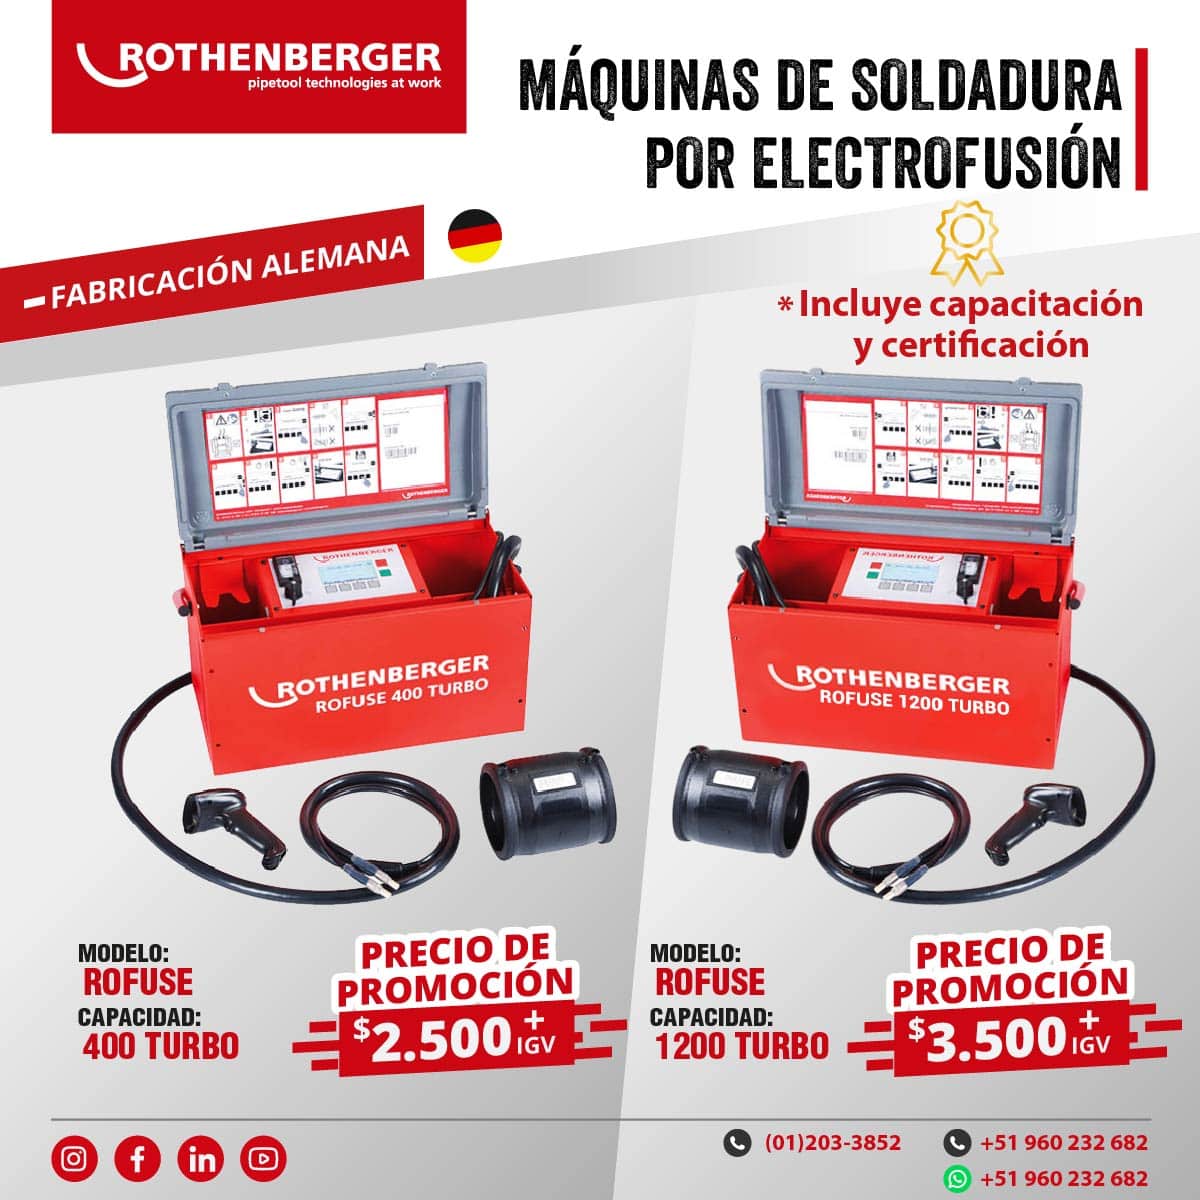 ROTHENBERGER
pipetool technologies at work
MÁQUINAS DE SOLDADURA
POR ELECTROFUSIÓN
FABRICACIÓN ALEMANA
* Incluye capacitación
y certificación
ROTHENBERGER
ROTHENBERGER
ROTHENBERGER
ROFUSE 400 TURBO
ROTHENBERGER
ROTHENBERGER
ROTHENBERGER
ROFUSE 1200 TURBO
MODELO:
ROFUSE
CAPACIDAD:
400 TURBO
PRECIO DE
PROMOCIÓN
$2.500 + IGV
MODELO:
ROFUSE
CAPACIDAD:
1200 TURBO
PRECIO DE
PROMOCIÓN
$3.500 + IGV
(01)203-3852
+51 960 232 682
+51 960 232 682